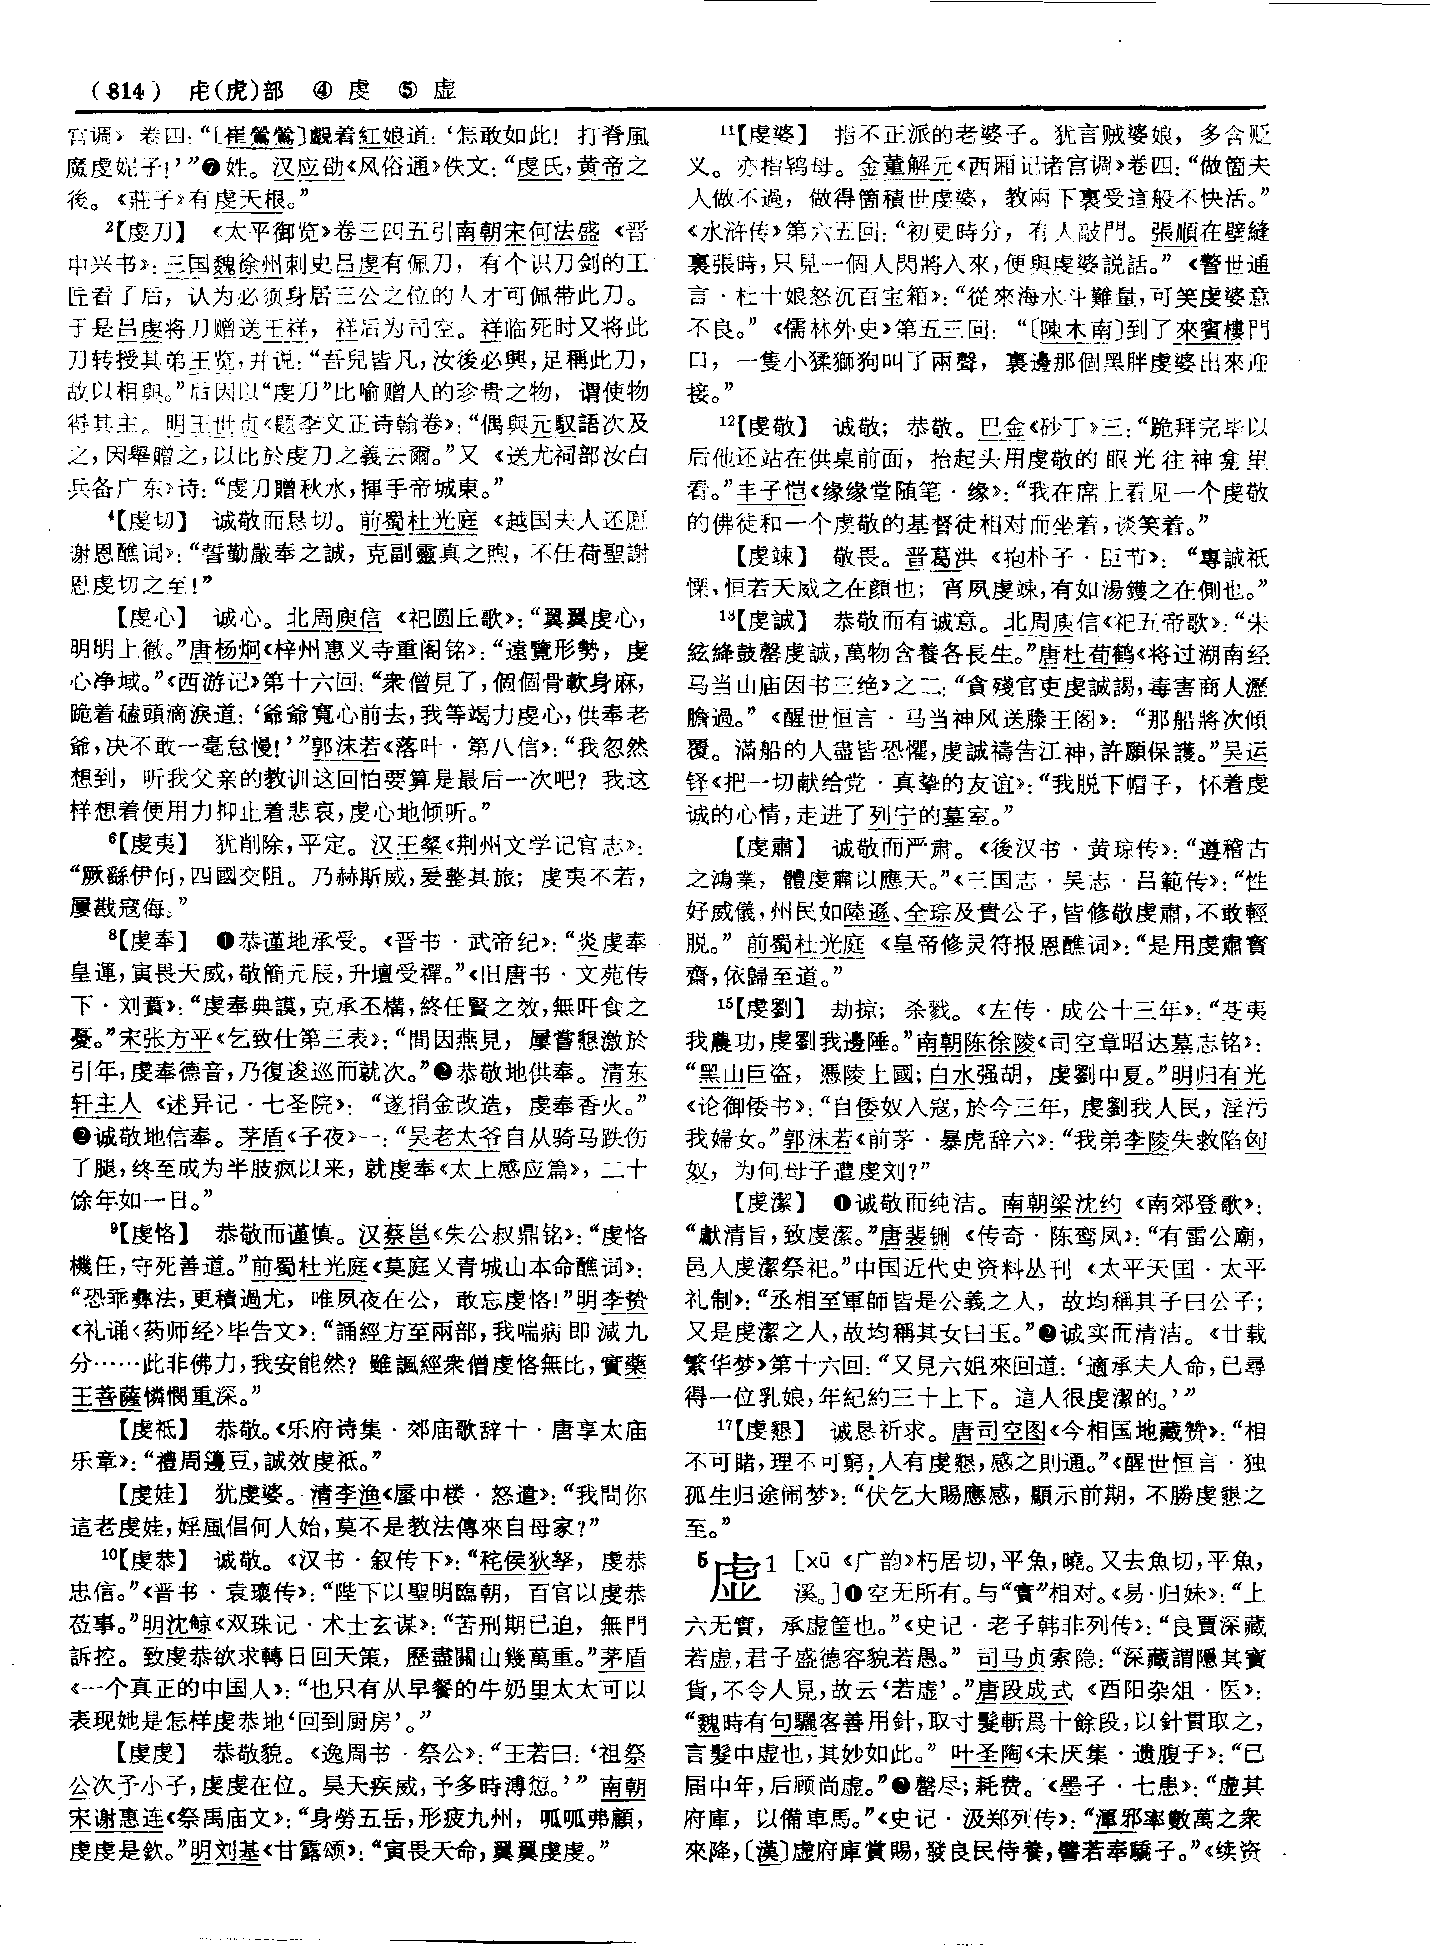 (814) 虍(虎)部 ④ 虔 ⑤ 虚
宫调》卷四：“〔崔鶯鶯〕觑着紅娘道：‘怎敢如此！打脊風
魔虔妮子！’”❼姓。汉应劭《风俗通》佚文：“虔氏，黄帝之
後。《莊子》有虔天根。”
²【虔刀】 《太平御览》卷三四五引南朝宋何法盛《晋
中兴书》：三国魏徐州刺史吕虔有佩刀，有个识刀剑的工
匠看了后，认为必须身居三公之位的人才可佩带此刀。
于是吕虔将刀赠送王祥，祥后为司空。祥临死时又将此
刀转授其弟王览，并说：“吾兒皆凡，汝後必興，足稱此刀，
故以相與。”后因以“虔刀”比喻赠人的珍贵之物，谓使物
得其主。明王世贞《题李文正诗翰卷》：“偶與元馭語次及
之，因舉贈之，以比於虔刀之義云爾。”又《送尤祠部汝白
兵备广东》诗：“虔刀贈秋水，揮手帝城東。”
⁴【虔切】 诚敬而恳切。前蜀杜光庭《越国夫人还愿
谢恩醮词》：“誓勤嚴奉之誠，克副靈真之煦，不任荷聖謝
恩虔切之至！”
【虔心】 诚心。北周庾信《祀圆丘歌》：“翼翼虔心，
明明上徹。”唐杨炯《梓州惠义寺重阁铭》：“遠覽形勢，虔
心净域。”《西游记》第十六回：“衆僧見了，個個骨軟身麻，
跪着磕頭滴淚道：‘爺爺寬心前去，我等竭力虔心，供奉老
爺，决不敢一毫怠慢！’”郭沫若《落叶·第八信》：“我忽然
想到，听我父亲的教训这回怕要算是最后一次吧？我这
样想着便用力抑止着悲哀，虔心地倾听。”
⁶【虔夷】 犹削除，平定。汉王粲《荆州文学记官志》：
“厥繇伊何，四國交阻。乃赫斯威，爰整其旅；虔夷不若，
屢戡寇侮。”
⁸【虔奉】 ❶恭谨地承受。《晋书·武帝纪》：“炎虔奉
皇運，寅畏天威，敬簡元辰，升壇受禪。”《旧唐书·文苑传
下·刘蕡》：“虔奉典謨，克承丕構，終任賢之效，無旰食之
憂。”宋张方平《乞致仕第三表》：“間因燕見，屢嘗懇激於
引年，虔奉德音，乃復逡巡而就次。”❷恭敬地供奉。清东
轩主人《述异记·七圣院》：“遂捐金改造，虔奉香火。”
❷诚敬地信奉。茅盾《子夜》一：“吴老太爷自从骑马跌伤
了腿，终至成为半肢疯以来，就虔奉《太上感应篇》，二十
馀年如一日。”
⁹【虔恪】 恭敬而谨慎。汉蔡邕《朱公叔鼎铭》：“虔恪
機任，守死善道。”前蜀杜光庭《莫庭乂青城山本命醮词》：
“恐乖彝法，更積過尤，唯夙夜在公，敢忘虔恪！”明李贽
《礼诵〈药师经〉毕告文》：“誦經方至兩部，我喘病即減九
分……此非佛力，我安能然？雖諷經衆僧虔恪無比，實藥
王菩薩憐憫重深。”
【虔祗】 恭敬。《乐府诗集·郊庙歌辞十·唐享太庙
乐章》：“禮周籩豆，誠效虔祗。”
【虔娃】 犹虔婆。清李渔《蜃中楼·怒遣》：“我問你
這老虔娃，婬風倡何人始，莫不是教法傳來自母家？”
¹⁰【虔恭】 诚敬。《汉书·叙传下》：“秺侯狄孥，虔恭
忠信。”《晋书·袁瓌传》：“陛下以聖明臨朝，百官以虔恭
莅事。”明沈鲸《双珠记·术士玄谋》：“苦刑期已迫，無門
訴控。致虔恭欲求轉日回天策，歷盡關山幾萬重。”茅盾
《一个真正的中国人》：“也只有从早餐的牛奶里太太可以
表现她是怎样虔恭地‘回到厨房’。”
【虔虔】 恭敬貌。《逸周书·祭公》：“王若曰：‘祖祭
公次予小子，虔虔在位。昊天疾威，予多時溥愆。’”南朝
宋谢惠连《祭禹庙文》：“身勞五岳，形疲九州，呱呱弗顧，
虔虔是欽。”明刘基《甘露颂》：“寅畏天命，翼翼虔虔。”
¹¹【虔婆】 指不正派的老婆子。犹言贼婆娘，多含贬
义。亦指鸨母。金董解元《西厢记诸宫调》卷四：“做箇夫
人做不過，做得箇積世虔婆，教兩下裏受這般不快活。”
《水浒传》第六五回：“初更時分，有人敲門。張順在壁縫
裏張時，只見一個人閃將入來，便與虔婆説話。”《警世通
言·杜十娘怒沉百宝箱》：“從來海水斗難量，可笑虔婆意
不良。”《儒林外史》第五三回：“〔陳木南〕到了來賓樓門
口，一隻小猱獅狗叫了兩聲，裏邊那個黑胖虔婆出來迎
接。”
¹²【虔敬】 诚敬；恭敬。巴金《砂丁》三：“跪拜完毕以
后他还站在供桌前面，抬起头用虔敬的眼光往神龛里
看。”丰子恺《缘缘堂随笔·缘》：“我在席上看见一个虔敬
的佛徒和一个虔敬的基督徒相对而坐着，谈笑着。”
【虔竦】 敬畏。晋葛洪《抱朴子·臣节》：“專誠祇
慄，恒若天威之在顔也；宵夙虔竦，有如湯鑊之在側也。”
¹³【虔誠】 恭敬而有诚意。北周庾信《祀五帝歌》：“朱
絃絳鼓罄虔誠，萬物含養各長生。”唐杜荀鹤《将过湖南经
马当山庙因书三绝》之二：“貪殘官吏虔誠謁，毒害商人瀝
膽過。”《醒世恒言·马当神风送滕王阁》：“那船將次傾
覆。滿船的人盡皆恐懼，虔誠禱告江神，許願保護。”吴运
铎《把一切献给党·真挚的友谊》：“我脱下帽子，怀着虔
诚的心情，走进了列宁的墓室。”
【虔肅】 诚敬而严肃。《後汉书·黄琼传》：“遵稽古
之鴻業，體虔肅以應天。”《三国志·吴志·吕範传》：“性
好威儀，州民如陸遜、全琮及貴公子，皆修敬虔肅，不敢輕
脱。”前蜀杜光庭《皇帝修灵符报恩醮词》：“是用虔肅賓
齋，依歸至道。”
¹⁵【虔劉】 劫掠；杀戮。《左传·成公十三年》：“芟夷
我農功，虔劉我邊陲。”南朝陈徐陵《司空章昭达墓志铭》：
“黑山巨盗，憑陵上國；白水强胡，虔劉中夏。”明归有光
《论御倭书》：“自倭奴入寇，於今三年，虔劉我人民，淫污
我婦女。”郭沫若《前茅·暴虎辞六》：“我弟李陵失救陷匈
奴，为何母子遭虔刘？”
【虔潔】 ❶诚敬而纯洁。南朝梁沈约《南郊登歌》：
“獻清旨，致虔潔。”唐裴铏《传奇·陈鸾凤》：“有雷公廟，
邑人虔潔祭祀。”中国近代史资料丛刊《太平天国·太平
礼制》：“丞相至軍師皆是公義之人，故均稱其子曰公子；
又是虔潔之人，故均稱其女曰玉。”❷诚实而清洁。《廿载
繁华梦》第十六回：“又見六姐來回道：‘適承夫人命，已尋
得一位乳娘，年紀約三十上下。這人很虔潔的。’”
¹⁷【虔懇】 诚恳祈求。唐司空图《今相国地藏赞》：“相
不可睹，理不可窮，人有虔懇，感之則通。”《醒世恒言·独
孤生归途闹梦》：“伏乞大賜應感，顯示前期，不勝虔懇之
至。”
⁵虚1 [xū《广韵》朽居切，平魚，曉。又去魚切，平魚，
溪。]❶空无所有。与“實”相对。《易·归妹》：“上
六无實，承虚筐也。”《史记·老子韩非列传》：“良賈深藏
若虚，君子盛德容貌若愚。”司马贞索隐：“深藏謂隱其寶
貨，不令人見，故云‘若虚’。”唐段成式《酉阳杂俎·医》：
“魏時有句驪客善用針，取寸髮斬爲十餘段，以針貫取之，
言髮中虚也，其妙如此。”叶圣陶《未厌集·遗腹子》：“已
届中年，后顾尚虚。”❷罄尽；耗费。《墨子·七患》：“虚其
府庫，以備車馬。”《史记·汲郑列传》：“渾邪率數萬之衆
來降，〔漢〕虚府庫賞賜，發良民侍養，譬若奉驕子。”《续资